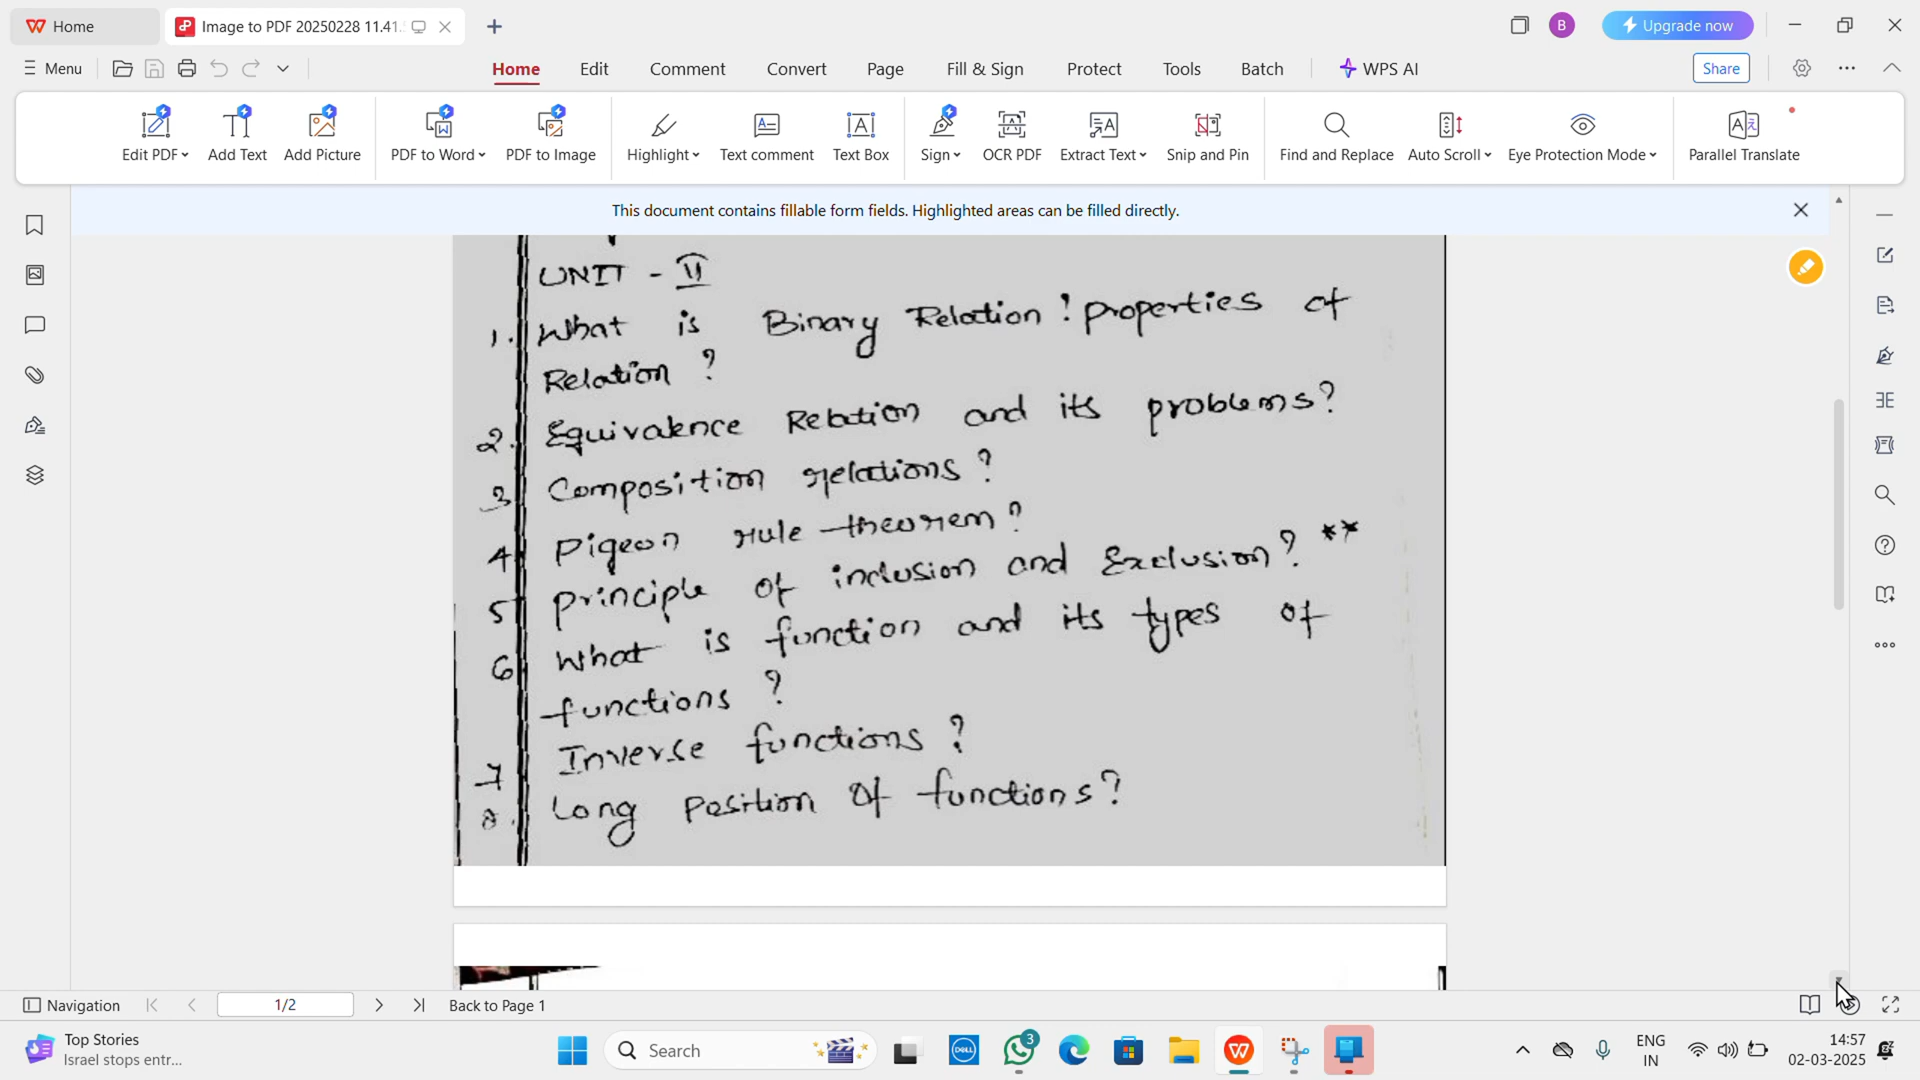 Home
Image to PDF 20250228 11.41.
B
Upgrade now
Menu
Home
Edit
Comment
Convert
Page
Fill & Sign
Protect
Tools
Batch
WPS AI
Share
Edit PDF
Add Text
Add Picture
PDF to Word
PDF to Image
Highlight
Text comment
Text Box
Sign
OCR PDF
Extract Text
Snip and Pin
Find and Replace
Auto Scroll
Eye Protection Mode
Parallel Translate
This document contains fillable form fields. Highlighted areas can be filled directly.
UNIT - II
1. What is Binary Relation? properties of
Relation ?
2. Equivalence Relation and its problems?
3 Composition relations ?
4 Pigeon rule theorem?
5 principle of inclusion and Exclusion? **
6 What is function and its types of
functions ?
7 Inverse functions ?
8. Long Position Of functions?
Navigation
1/2
Back to Page 1
Top Stories
Israel stops entr...
Search
DELL
3
ENG
IN
14:57
02-03-2025